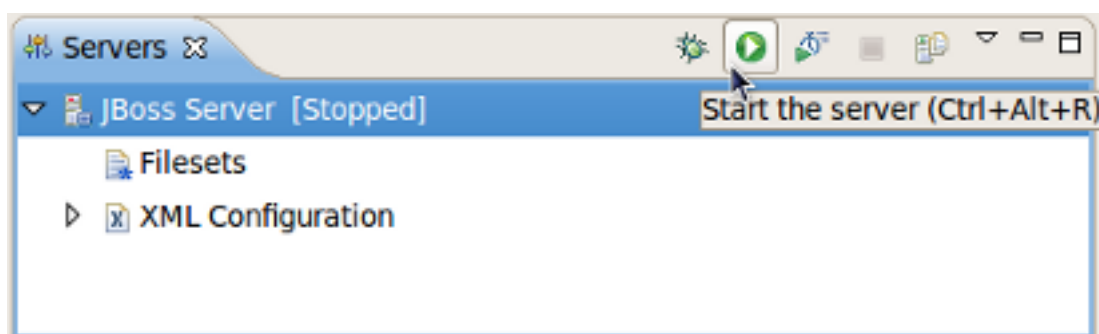 Servers
JBoss Server [Stopped]
Start the server (Ctrl+Alt+R)
Filesets
XML Configuration